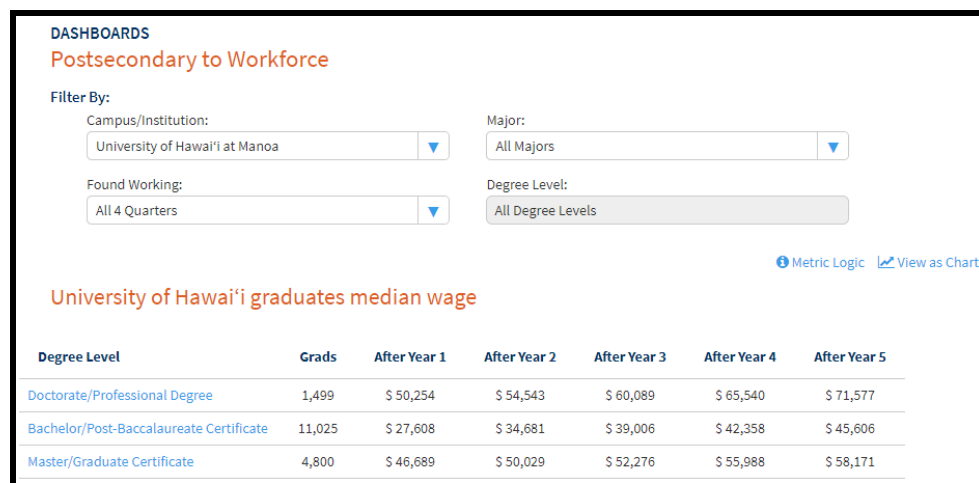 DASHBOARDS
Postsecondary to Workforce
Filter By:
Campus/Institution: Major:
University of Hawaiʻi at Manoa All Majors
Found Working: Degree Level:
All 4 Quarters All Degree Levels
Metric Logic View as Chart
University of Hawaiʻi graduates median wage
Degree Level Grads After Year 1 After Year 2 After Year 3 After Year 4 After Year 5
Doctorate/Professional Degree 1,499 $ 50,254 $ 54,543 $ 60,089 $ 65,540 $ 71,577
Bachelor/Post-Baccalaureate Certificate 11,025 $ 27,608 $ 34,681 $ 39,006 $ 42,358 $ 45,606
Master/Graduate Certificate 4,800 $ 46,689 $ 50,029 $ 52,276 $ 55,988 $ 58,171